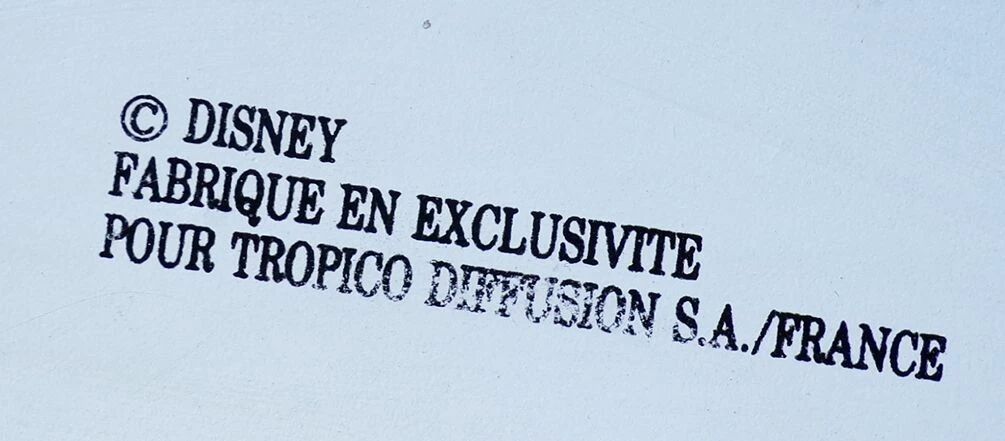 © DISNEY
FABRIQUE EN EXCLUSIVITE
POUR TROPICO DIFFUSION S.A./FRANCE